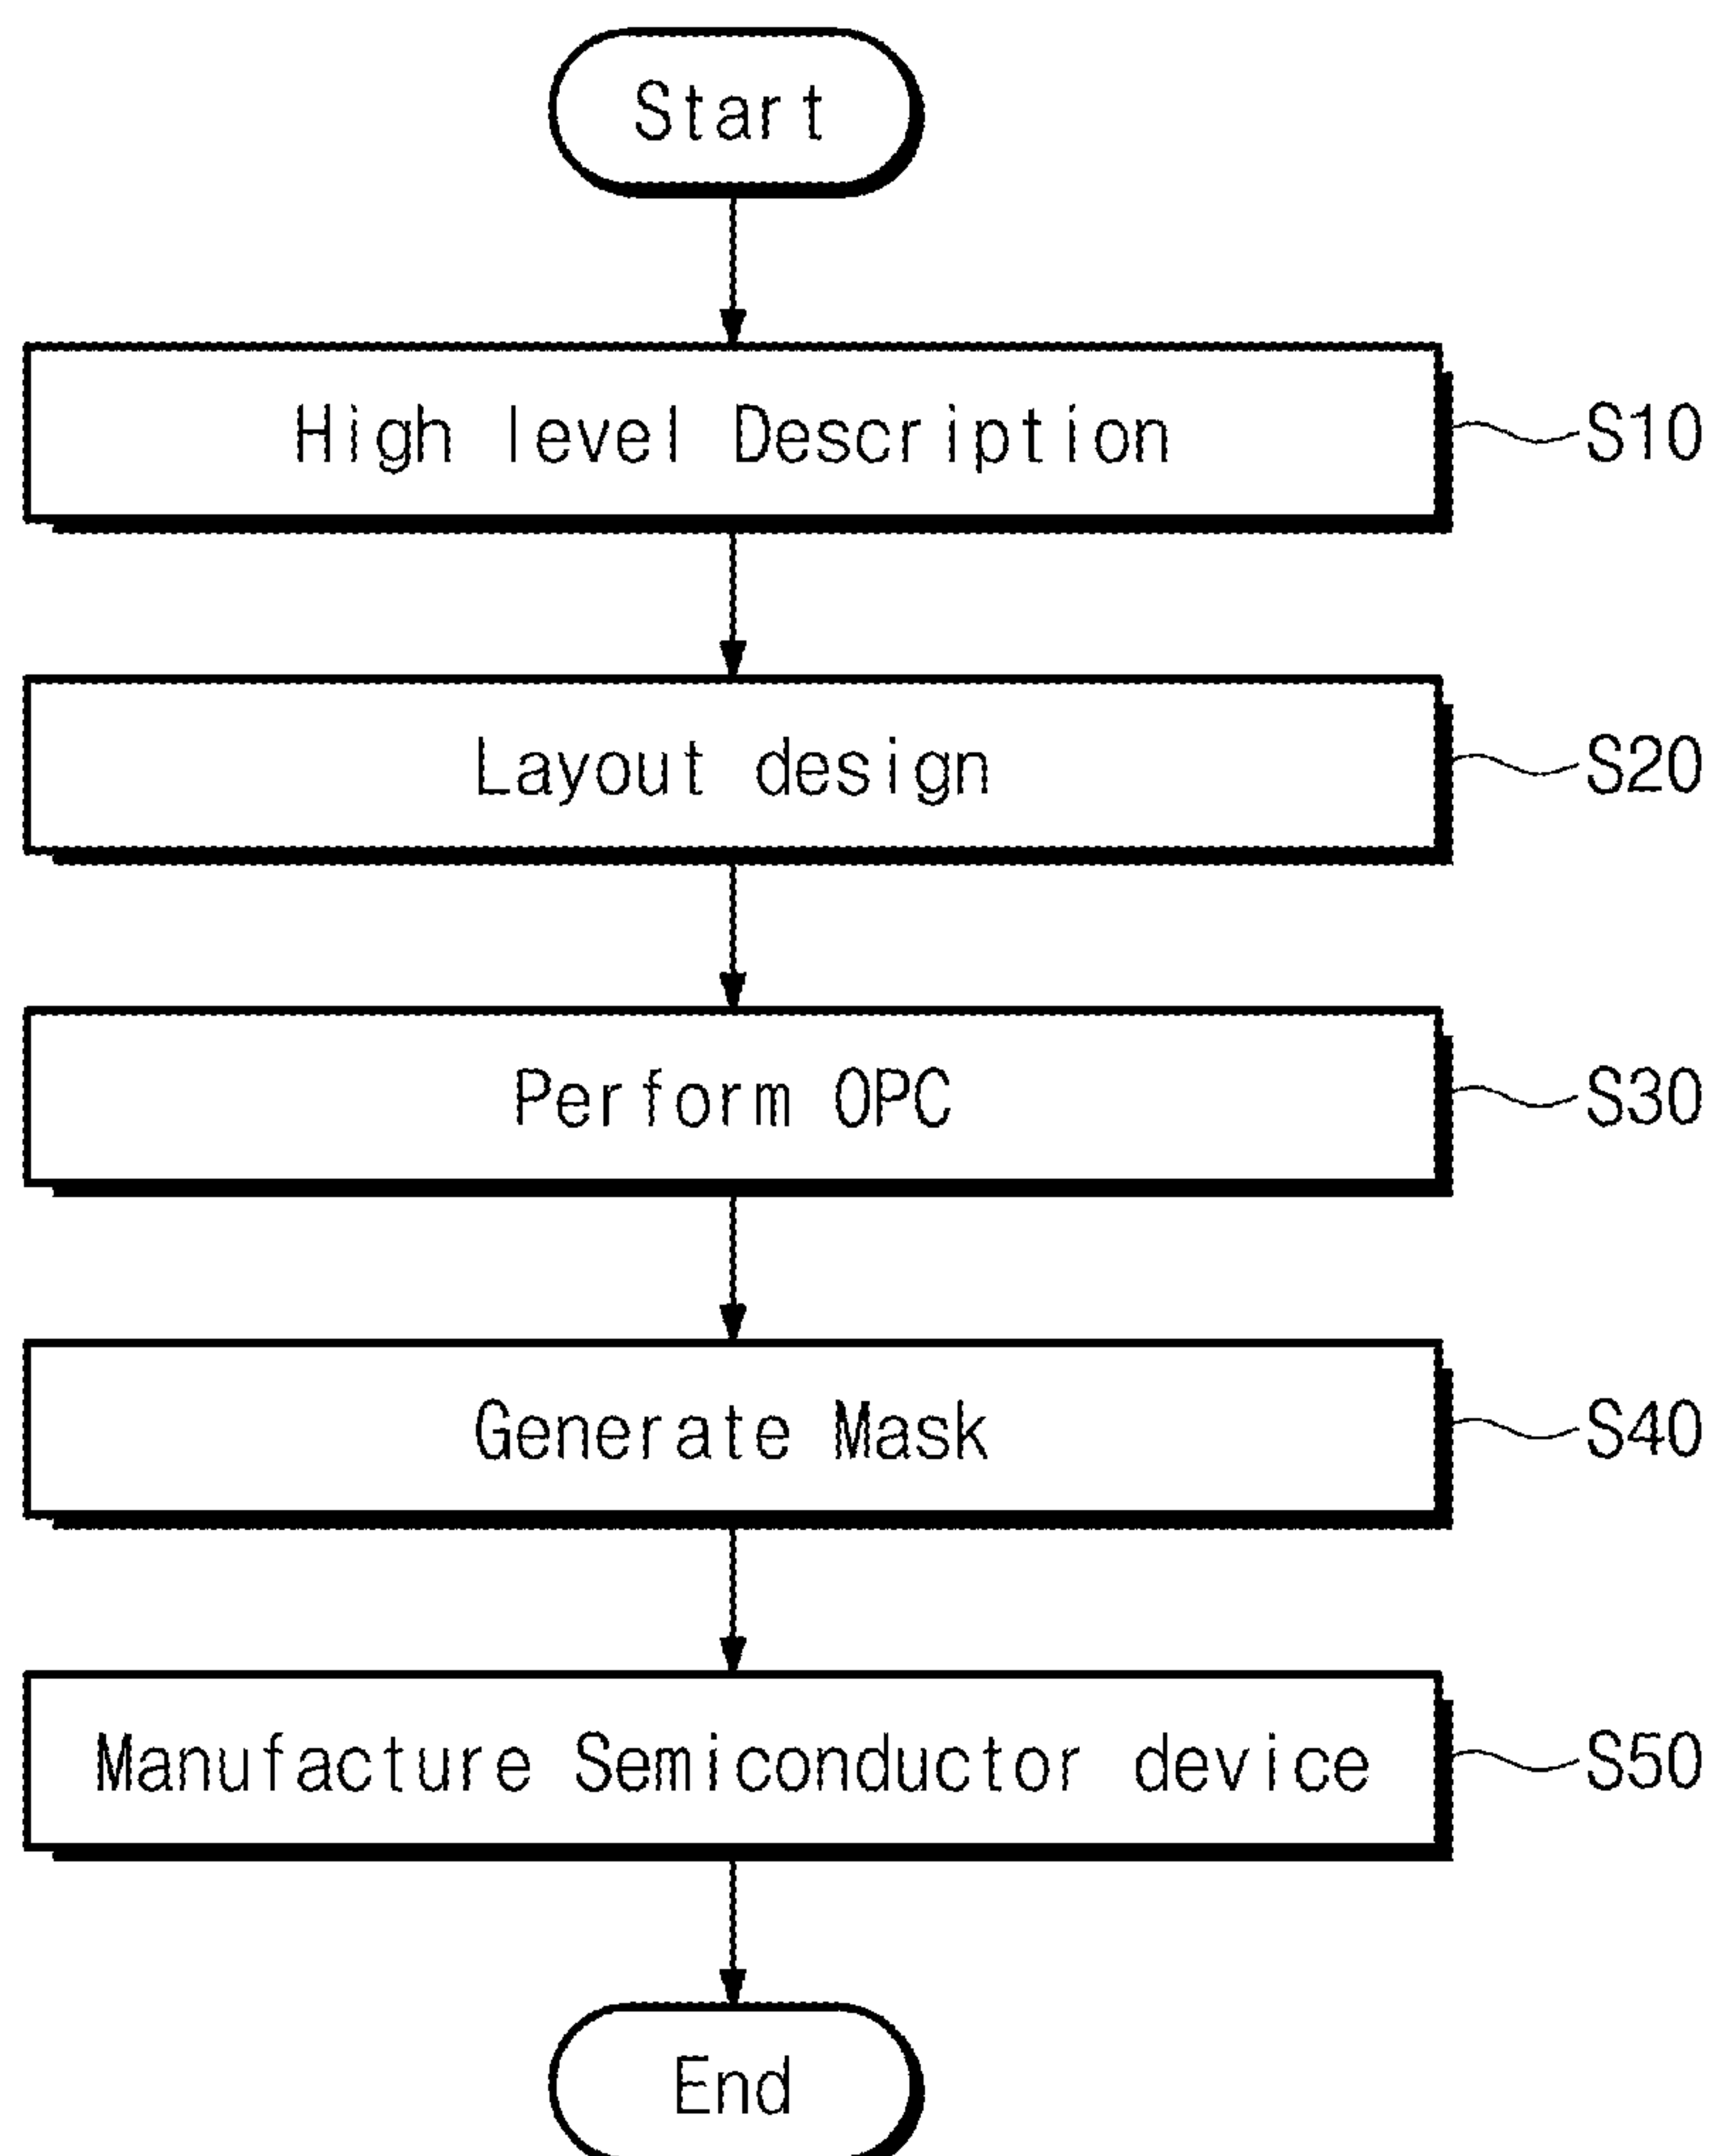 Start
High level Description
S10
Layout design
S20
Perform OPC
S30
Generate Mask
S40
Manufacture Semiconductor device
S50
End